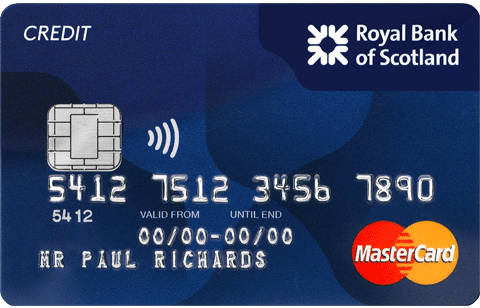 CREDIT
Royal Bank
of Scotland
5412 7512 3456 7890
5412
VALID FROM UNTIL END
00/00-00/00
MR PAUL RICHARDS
MasterCard